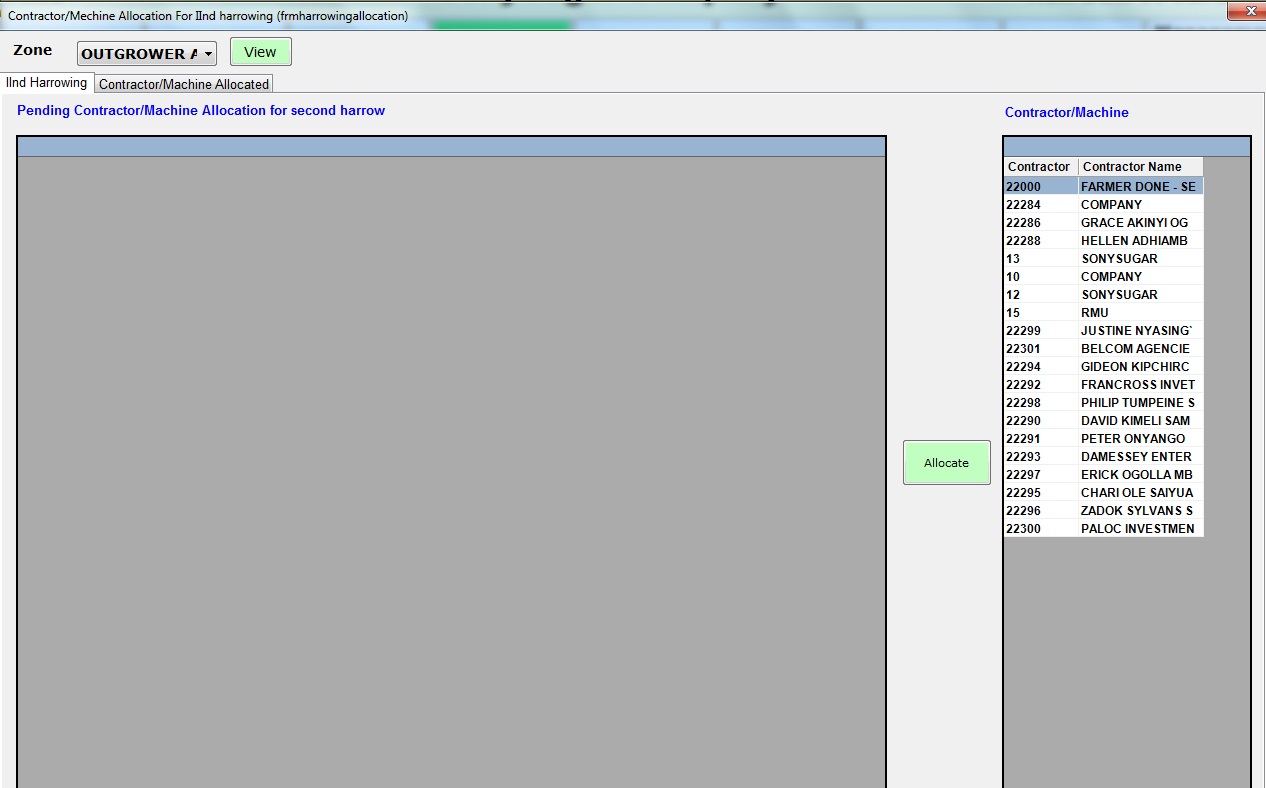 Contractor/Mechine Allocation For IInd harrowing (frmharrowingallocation)
Zone OUTGROWER A View
IInd Harrowing Contractor/Machine Allocated
Pending Contractor/Machine Allocation for second harrow
Contractor/Machine
Allocate
Contractor Contractor Name
22000 FARMER DONE - SE
22284 COMPANY
22286 GRACE AKINYI OG
22288 HELLEN ADHIAMB
13 SONYSUGAR
10 COMPANY
12 SONYSUGAR
15 RMU
22299 JUSTINE NYASING`
22301 BELCOM AGENCIE
22294 GIDEON KIPCHIRC
22292 FRANCROSS INVET
22298 PHILIP TUMPEINE S
22290 DAVID KIMELI SAM
22291 PETER ONYANGO
22293 DAMESSEY ENTER
22297 ERICK OGOLLA MB
22295 CHARI OLE SAIYUA
22296 ZADOK SYLVANS S
22300 PALOC INVESTMEN